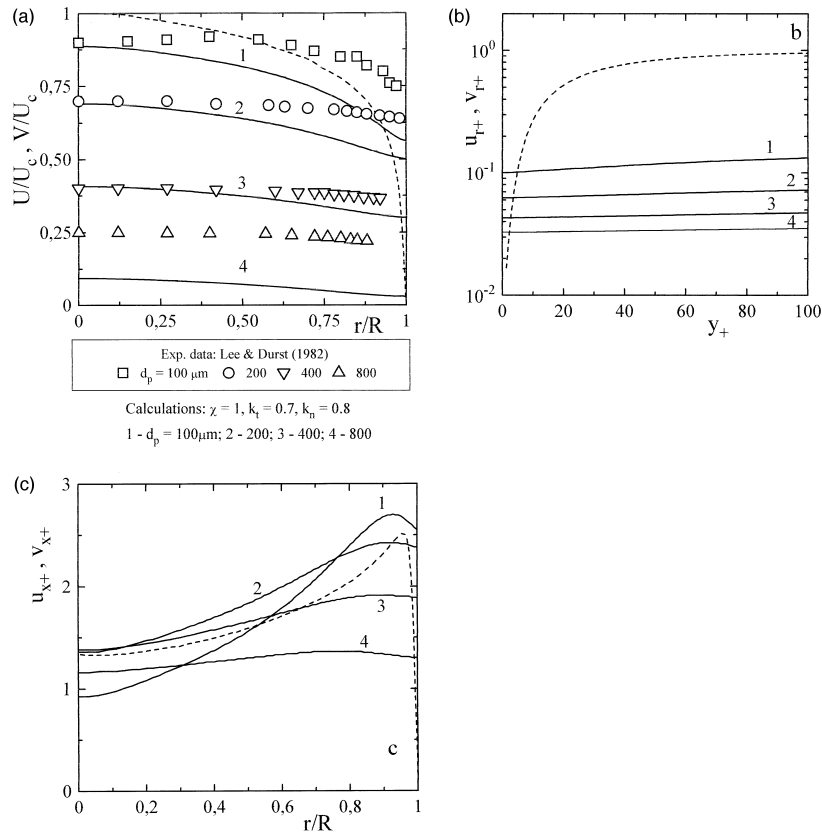 (a)
1
0,75
0,50
0,25
0
U/U_c, V/U_c
1
2
3
4
0 0,25 0,50 0,75 1
r/R
Exp. data: Lee & Durst (1982)
□ d_p = 100 μm ○ 200 ▽ 400 △ 800
Calculations: χ = 1, k_t = 0.7, k_n = 0.8
1 - d_p = 100μm; 2 - 200; 3 - 400; 4 - 800
(b)
b
10^0
10^-1
10^-2
u_r+, v_r+
1
2
3
4
0 20 40 60 80 100
y_+
(c)
3
2
1
0
u_x+, v_x+
1
2
3
4
c
0 0,2 0,4 0,6 0,8 1
r/R